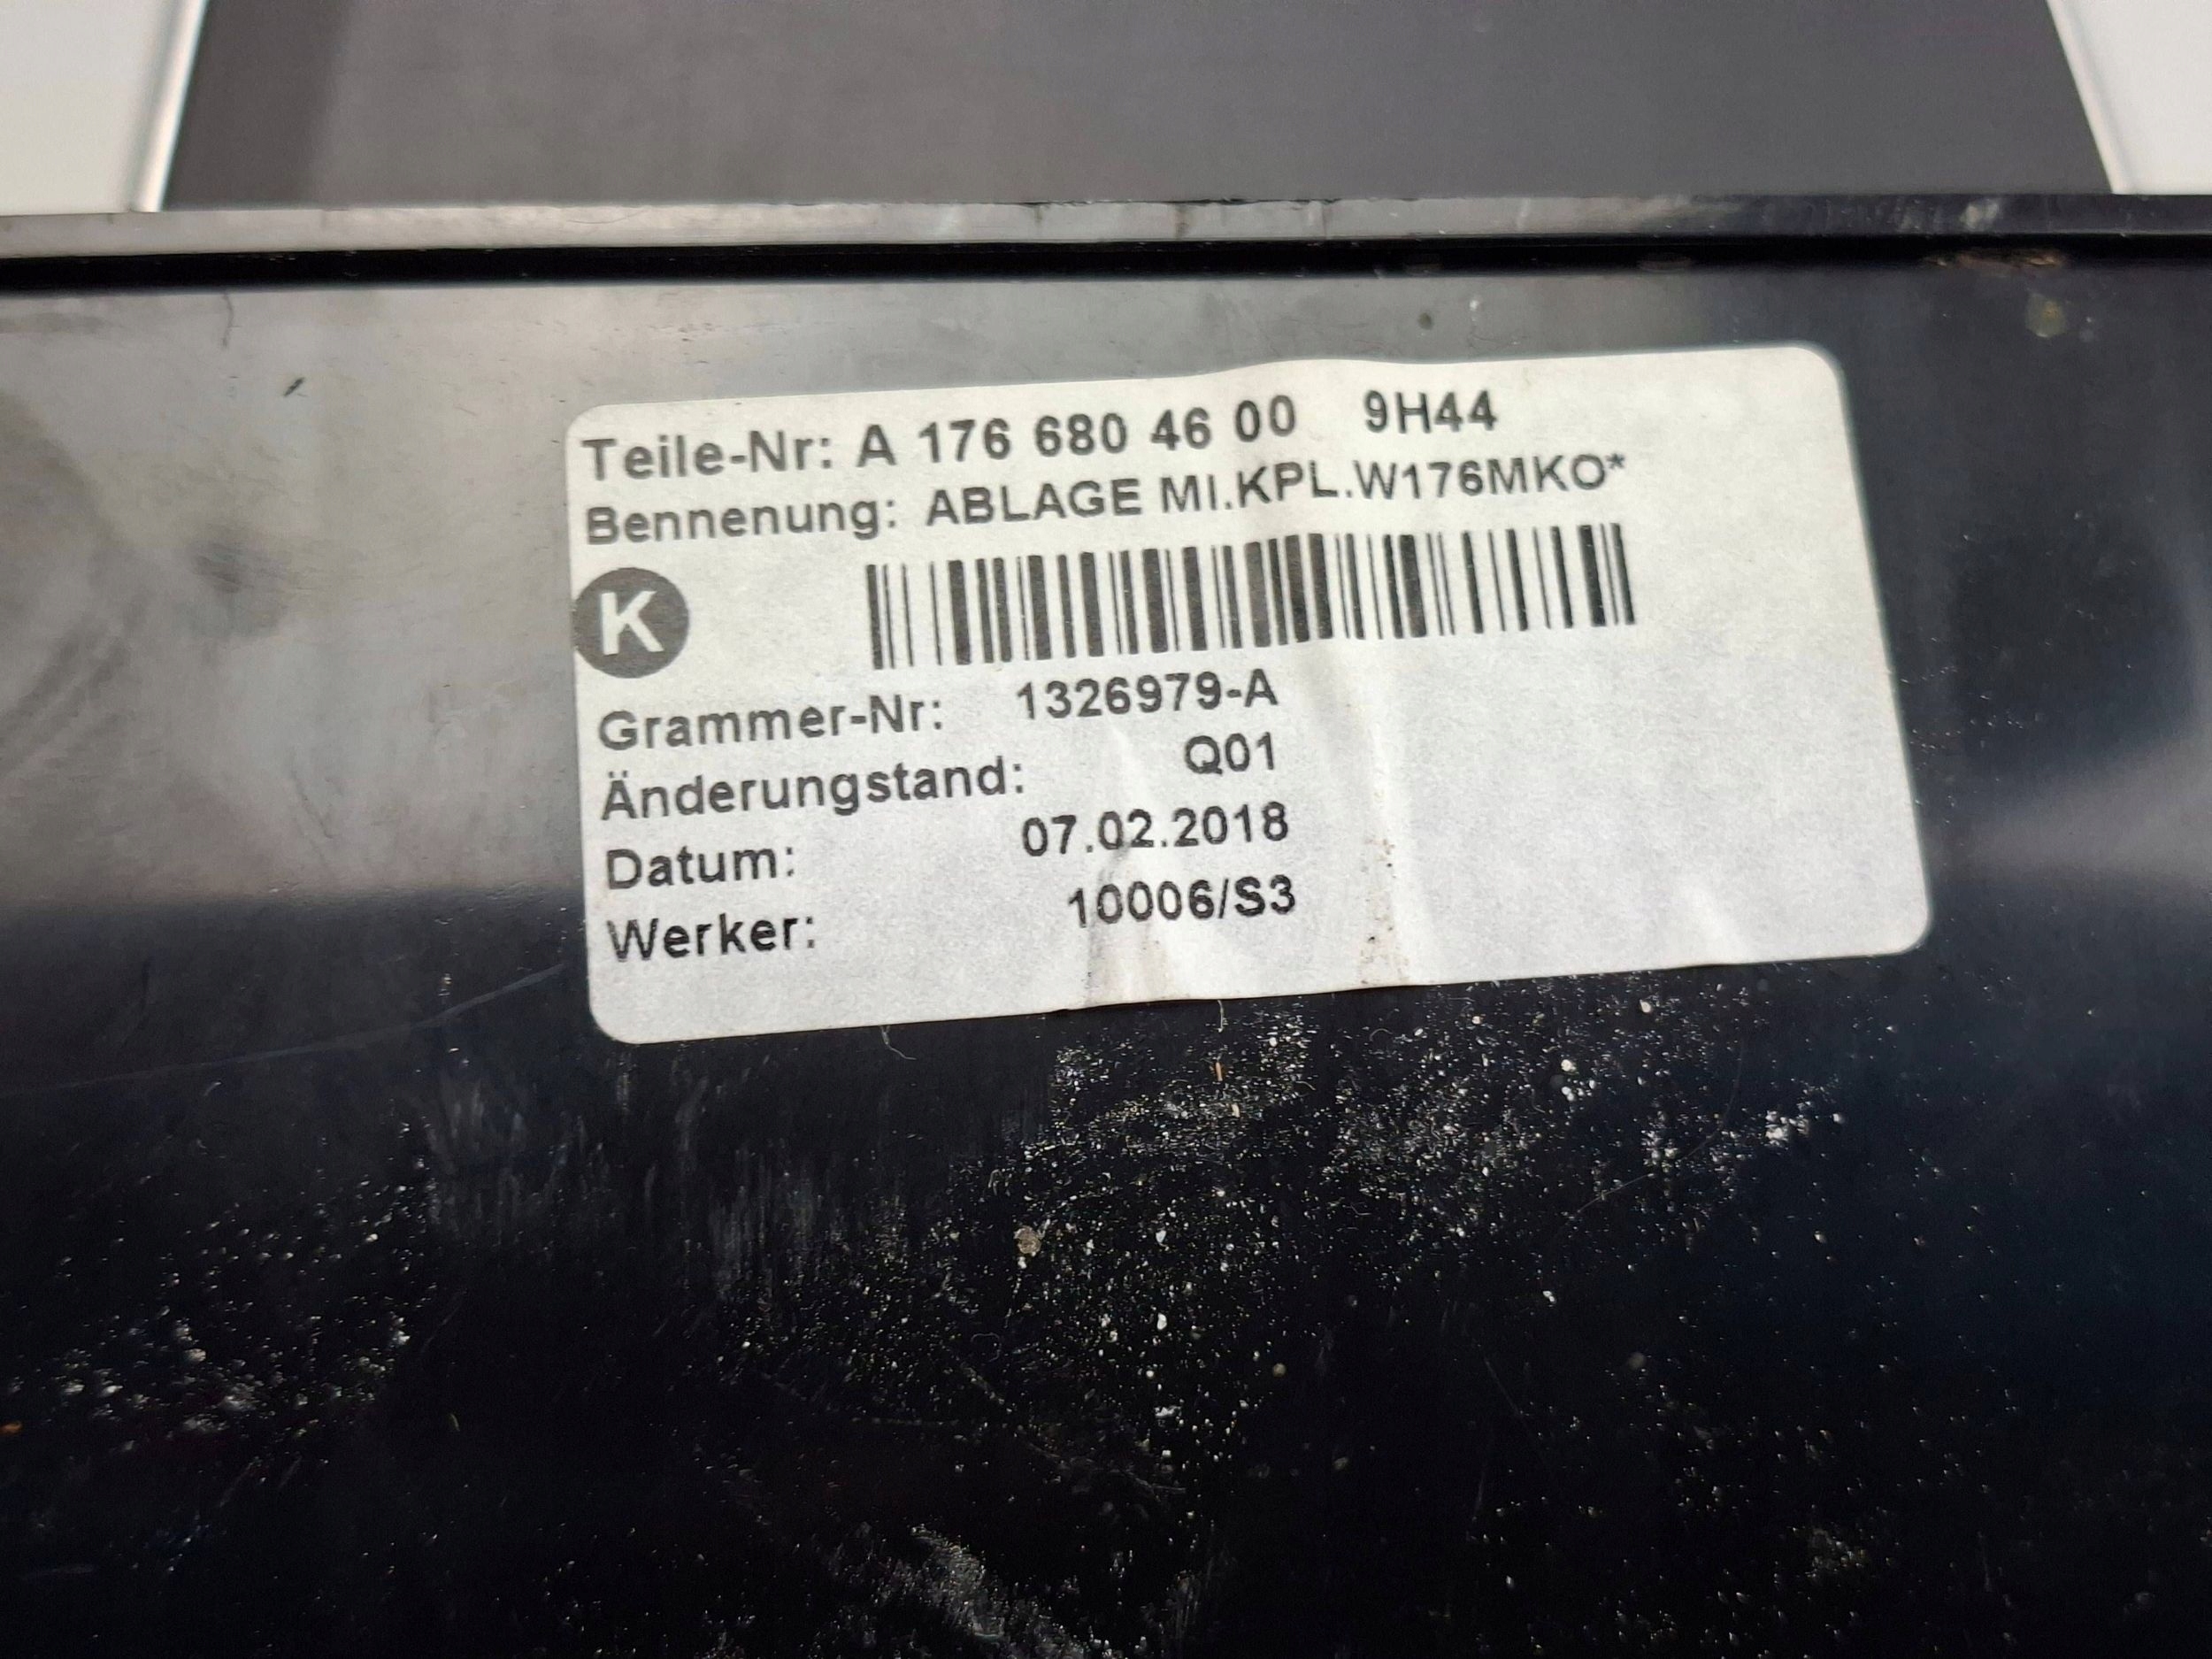 Teile-Nr: A 176 680 46 00 9H44
Bennenung: ABLAGE MI.KPL.W176MKO*
K
Grammer-Nr: 1326979-A
Änderungstand: Q01
Datum: 07.02.2018
Werker: 10006/S3